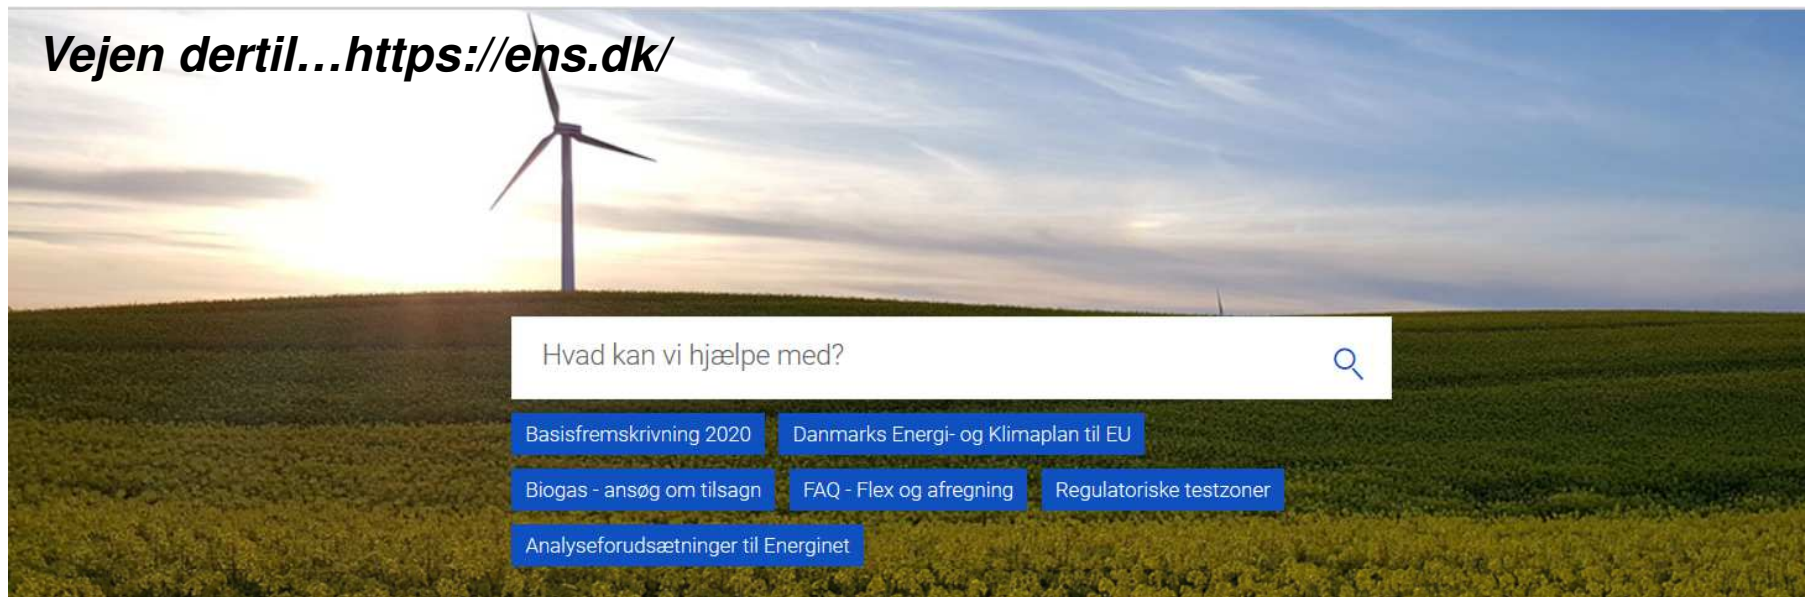 Vejen dertil...https://ens.dk/
Hvad kan vi hjælpe med?
Basisfremskrivning 2020 Danmarks Energi- og Klimaplan til EU
Biogas - ansøg om tilsagn FAQ - Flex og afregning Regulatoriske testzoner
Analyseforudsætninger til Energinet